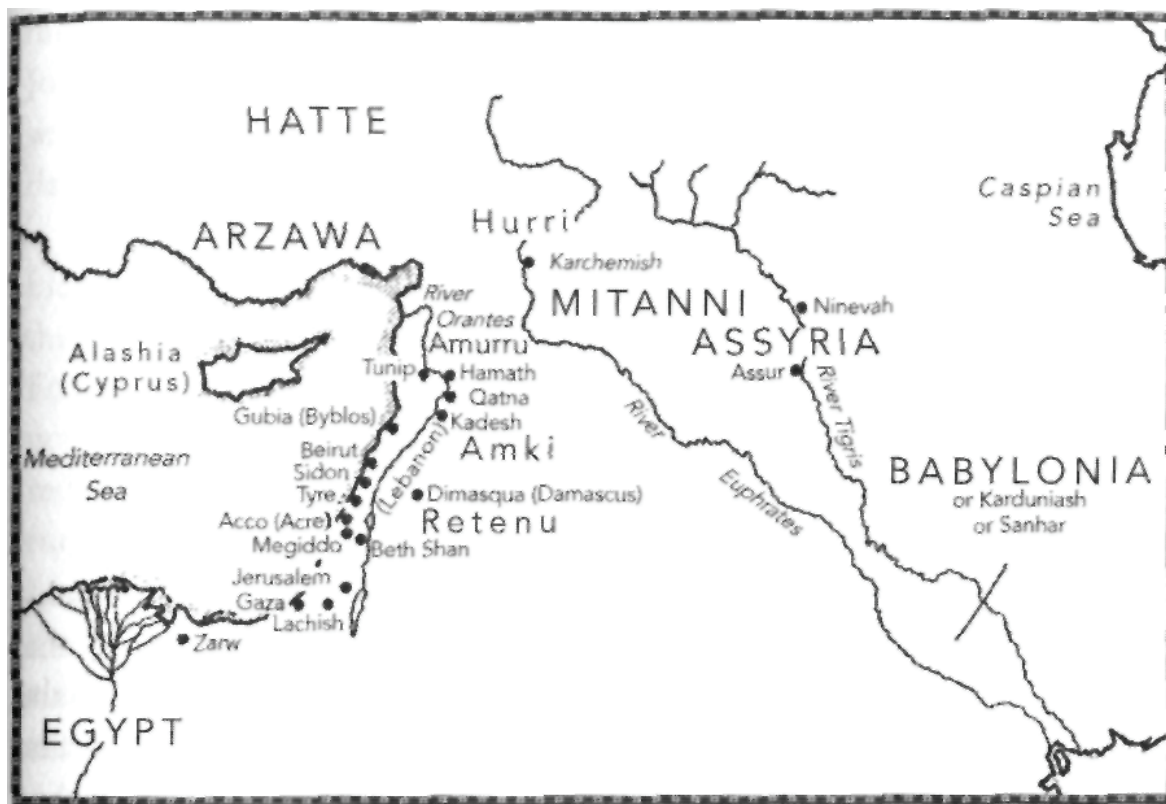 HATTE
Caspian
Sea
Hurri
ARZAWA
Karchemish
River
Orantes
MITANNI
Ninevah
Amurru
ASSYRIA
Alashia
(Cyprus)
Tunip
Hamath
Assur
Qatna
River Tigris
Gubia (Byblos)
Kadesh
River
Euphrates
Amki
Beirut
(Lebanon)
Mediterranean
Sea
Sidon
BABYLONIA
or Karduniash
or Sanhar
Tyre
Dimasqua (Damascus)
Acco (Acre)
Retenu
Megiddo
Beth Shan
Jerusalem
Gaza
Lachish
Zarw
EGYPT